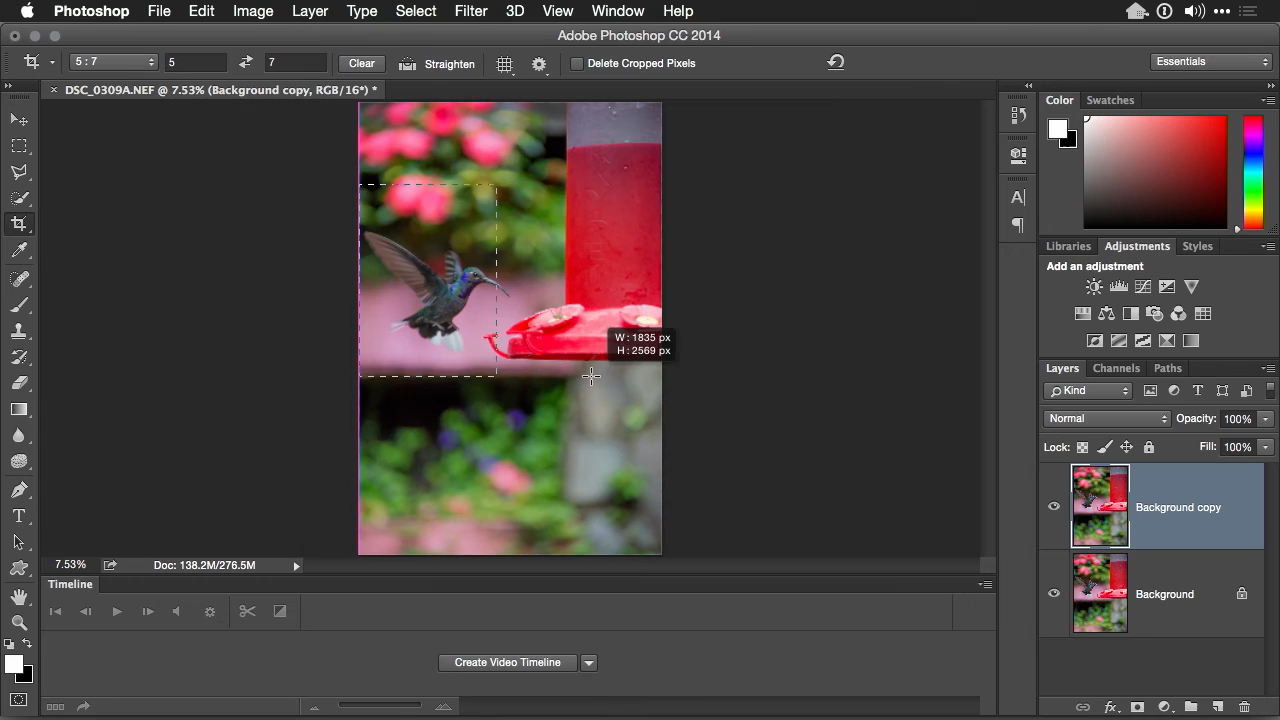 Photoshop File Edit Image Layer Type Select Filter 3D View Window Help
Adobe Photoshop CC 2014
5 : 7 5 7 Clear Straighten Delete Cropped Pixels Essentials
DSC_0309A.NEF @ 7.53% (Background copy, RGB/16*) *
Color Swatches
Libraries Adjustments Styles
Add an adjustment
W : 1835 px
H : 2569 px
Layers Channels Paths
Kind
Normal Opacity: 100%
Lock: Fill: 100%
Background copy
Background
7.53% Doc: 138.2M/276.5M
Timeline
Create Video Timeline